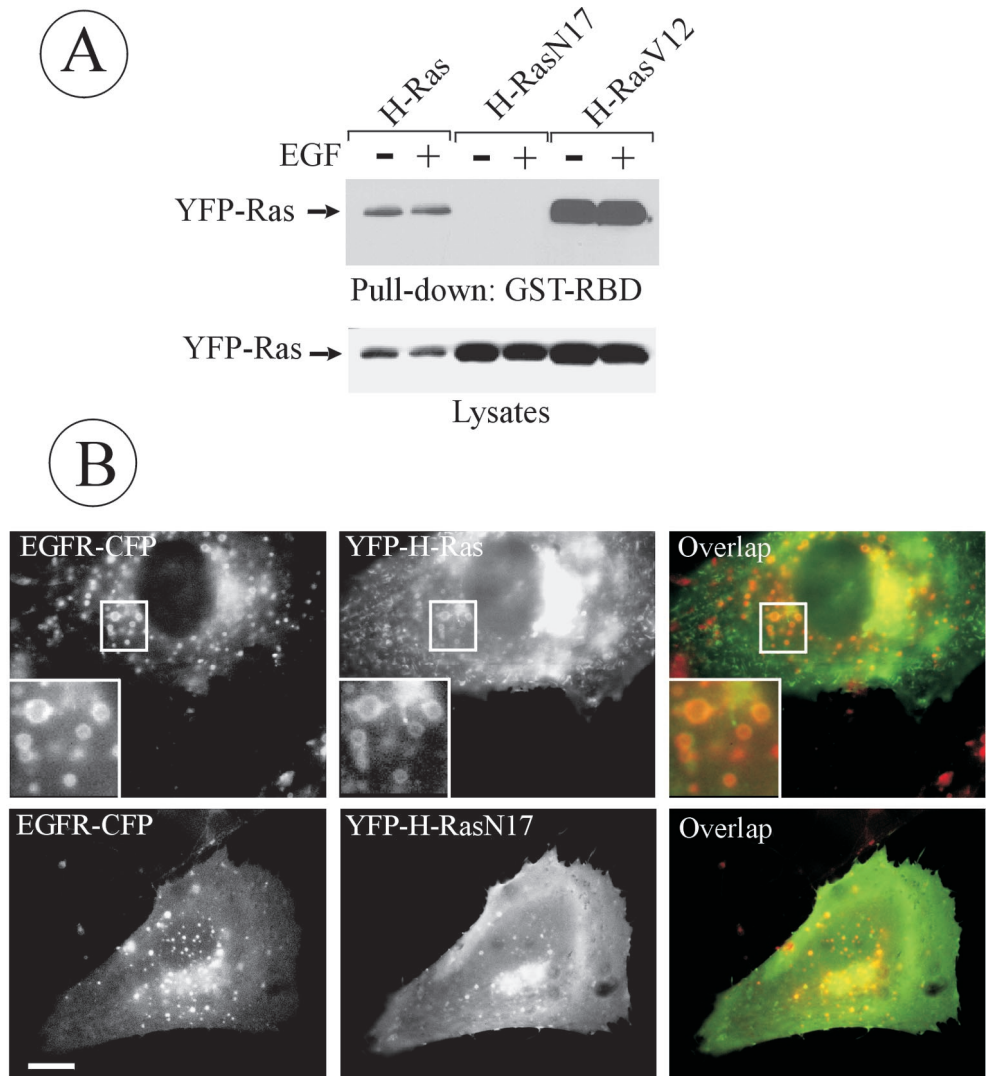 A
H-Ras
H-RasN17
H-RasV12
EGF - + - + - +
YFP-Ras
Pull-down: GST-RBD
YFP-Ras
Lysates
B
EGFR-CFP
YFP-H-Ras
Overlap
EGFR-CFP
YFP-H-RasN17
Overlap